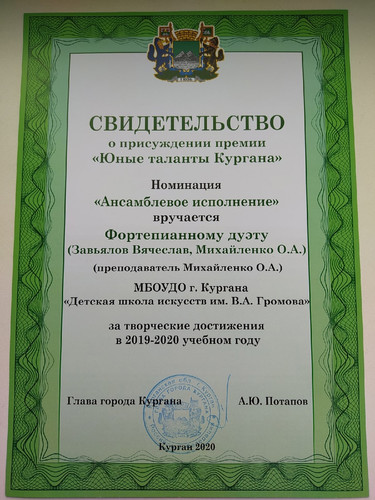 СВИДЕТЕЛЬСТВО
о присуждении премии
«Юные таланты Кургана»
Номинация
«Ансамблевое исполнение»
вручается
Фортепианному дуэту
(Завьялов Вячеслав, Михайленко О.А.)
(преподаватель Михайленко О.А.)
МБОУДО г. Кургана
«Детская школа искусств им. В.А. Громова»
за творческие достижения
в 2019-2020 учебном году
Глава города Кургана А.Ю. Потапов
Курган 2020